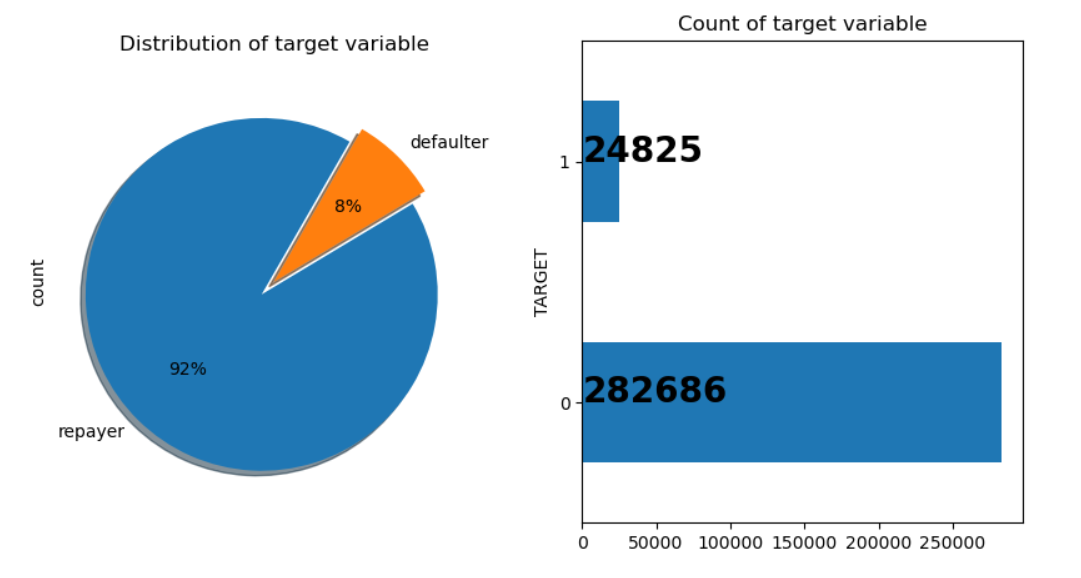 Distribution of target variable
defaulter
8%
count
92%
repayer
Count of target variable
1
24825
TARGET
0
282686
0 50000 100000 150000 200000 250000